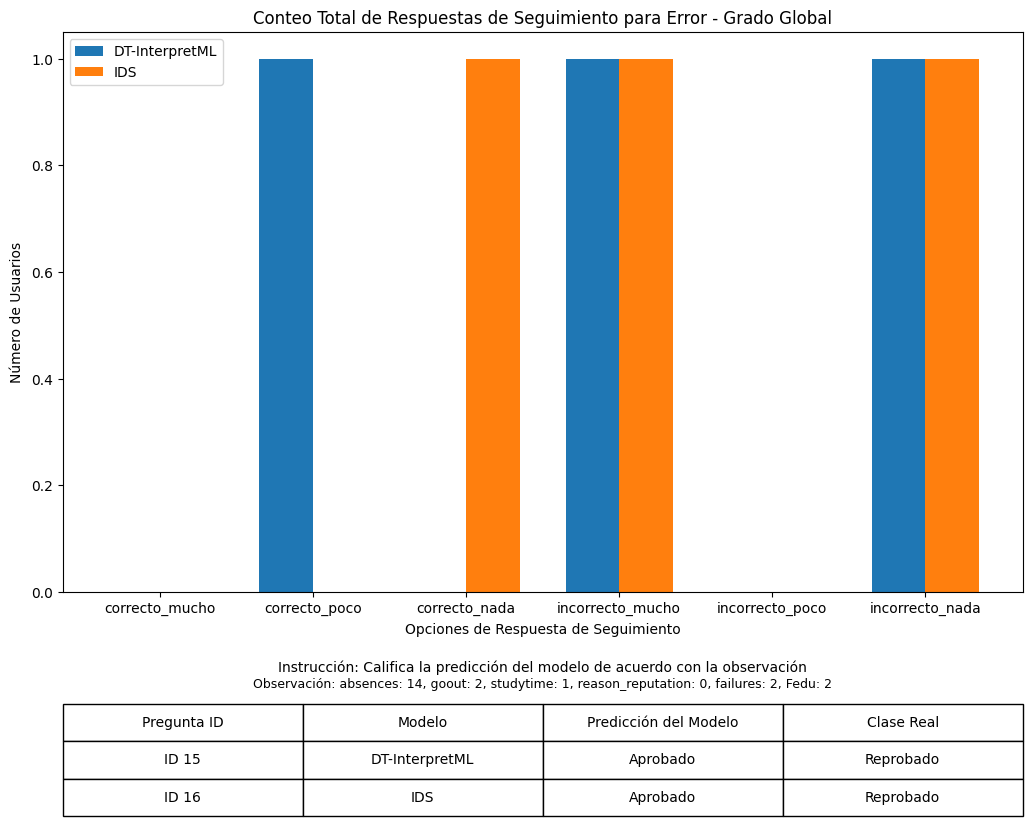 Conteo Total de Respuestas de Seguimiento para Error - Grado Global
DT-InterpretML
IDS
Número de Usuarios
1.0
0.8
0.6
0.4
0.2
0.0
correcto_mucho correcto_poco correcto_nada incorrecto_mucho incorrecto_poco incorrecto_nada
Opciones de Respuesta de Seguimiento
Instrucción: Califica la predicción del modelo de acuerdo con la observación
Observación: absences: 14, goout: 2, studytime: 1, reason_reputation: 0, failures: 2, Fedu: 2
Pregunta ID Modelo Predicción del Modelo Clase Real
ID 15 DT-InterpretML Aprobado Reprobado
ID 16 IDS Aprobado Reprobado